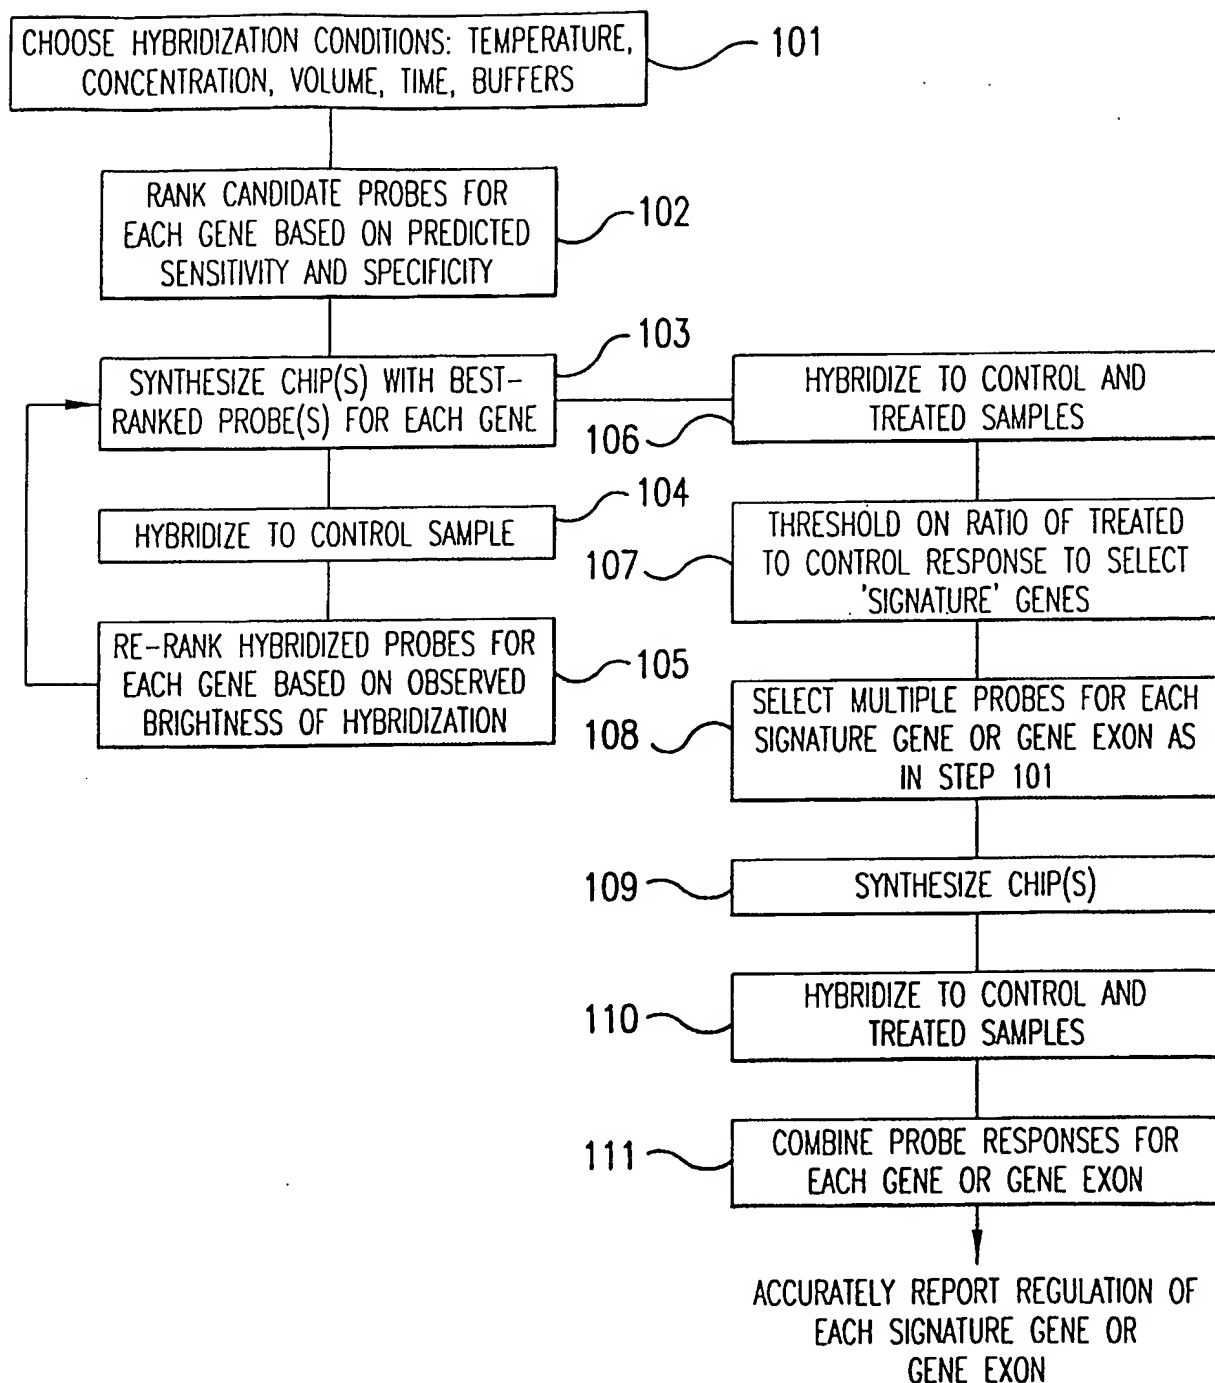 CHOOSE HYBRIDIZATION CONDITIONS: TEMPERATURE,
CONCENTRATION, VOLUME, TIME, BUFFERS
101
RANK CANDIDATE PROBES FOR
EACH GENE BASED ON PREDICTED
SENSITIVITY AND SPECIFICITY
102
SYNTHESIZE CHIP(S) WITH BEST-
RANKED PROBE(S) FOR EACH GENE
103
HYBRIDIZE TO CONTROL SAMPLE
104
RE-RANK HYBRIDIZED PROBES FOR
EACH GENE BASED ON OBSERVED
BRIGHTNESS OF HYBRIDIZATION
105
HYBRIDIZE TO CONTROL AND
TREATED SAMPLES
106
THRESHOLD ON RATIO OF TREATED
TO CONTROL RESPONSE TO SELECT
'SIGNATURE' GENES
107
SELECT MULTIPLE PROBES FOR EACH
SIGNATURE GENE OR GENE EXON AS
IN STEP 101
108
SYNTHESIZE CHIP(S)
109
HYBRIDIZE TO CONTROL AND
TREATED SAMPLES
110
COMBINE PROBE RESPONSES FOR
EACH GENE OR GENE EXON
111
ACCURATELY REPORT REGULATION OF
EACH SIGNATURE GENE OR
GENE EXON